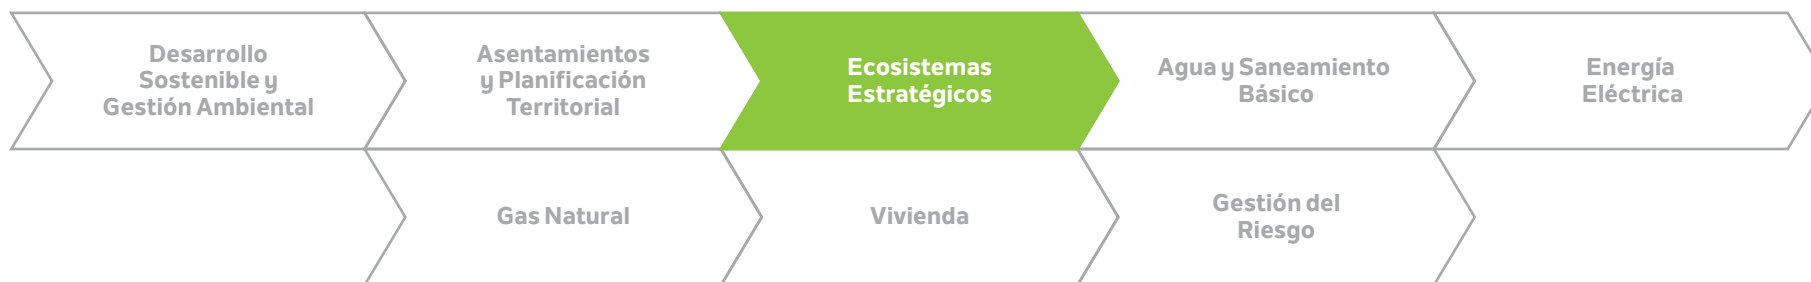 Desarrollo
Sostenible y
Gestión Ambiental
Asentamientos
y Planificación
Territorial
Ecosistemas
Estratégicos
Agua y Saneamiento
Básico
Energía
Eléctrica
Gas Natural
Vivienda
Gestión del
Riesgo